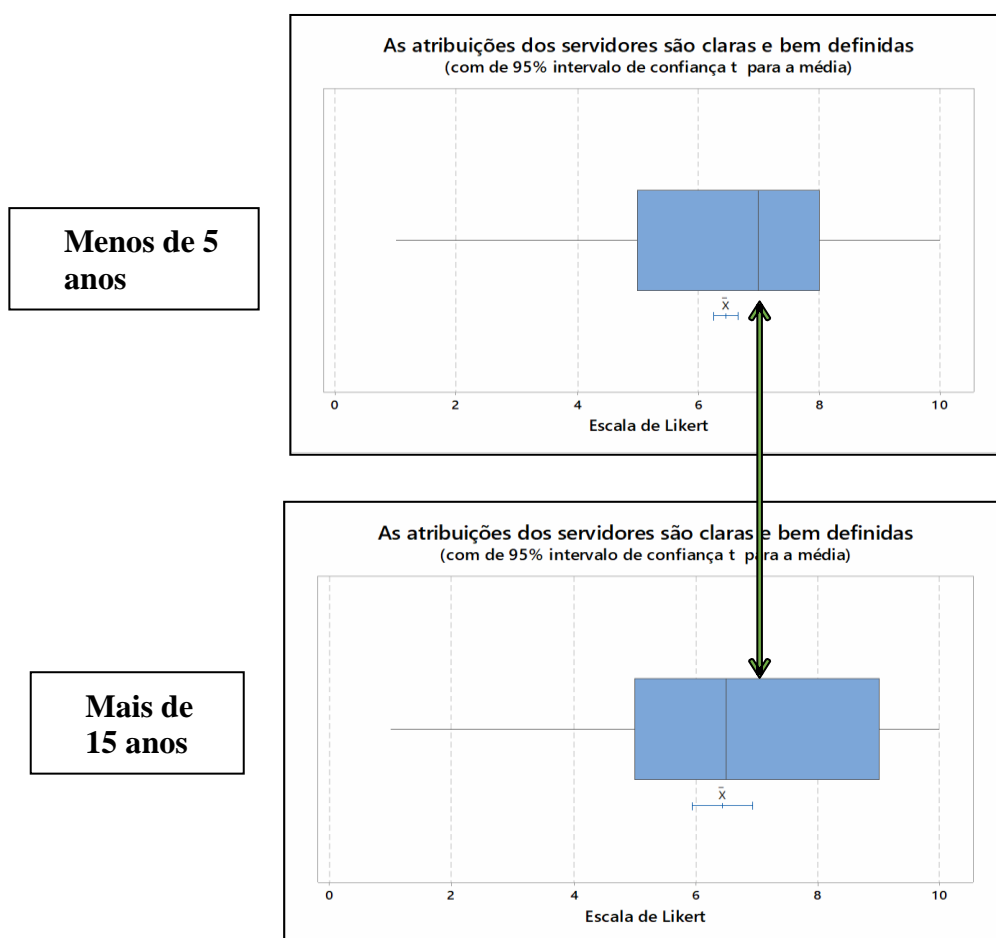 As atribuições dos servidores são claras e bem definidas
(com de 95% intervalo de confiança t para a média)
Menos de 5
anos
x̄
0 2 4 6 8 10
Escala de Likert
As atribuições dos servidores são claras e bem definidas
(com de 95% intervalo de confiança t para a média)
Mais de
15 anos
x̄
0 2 4 6 8 10
Escala de Likert